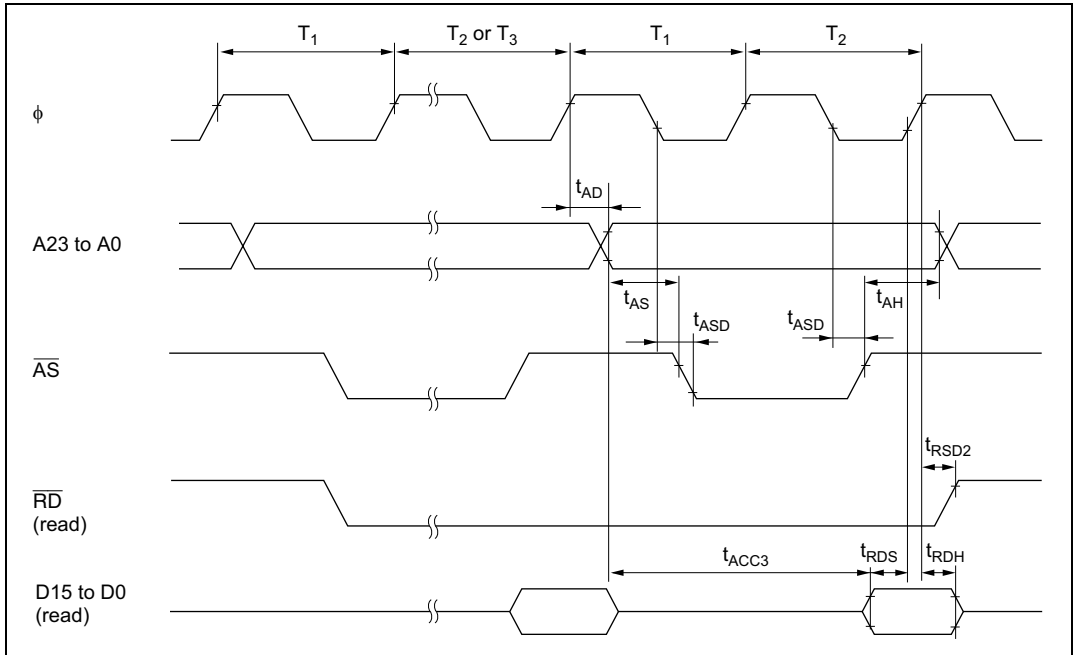 T1 T2 or T3 T1 T2
ϕ
tAD
A23 to A0
tAS tASD tASD tAH
AS
tRSD2
RD
(read)
tACC3 tRDS tRDH
D15 to D0
(read)